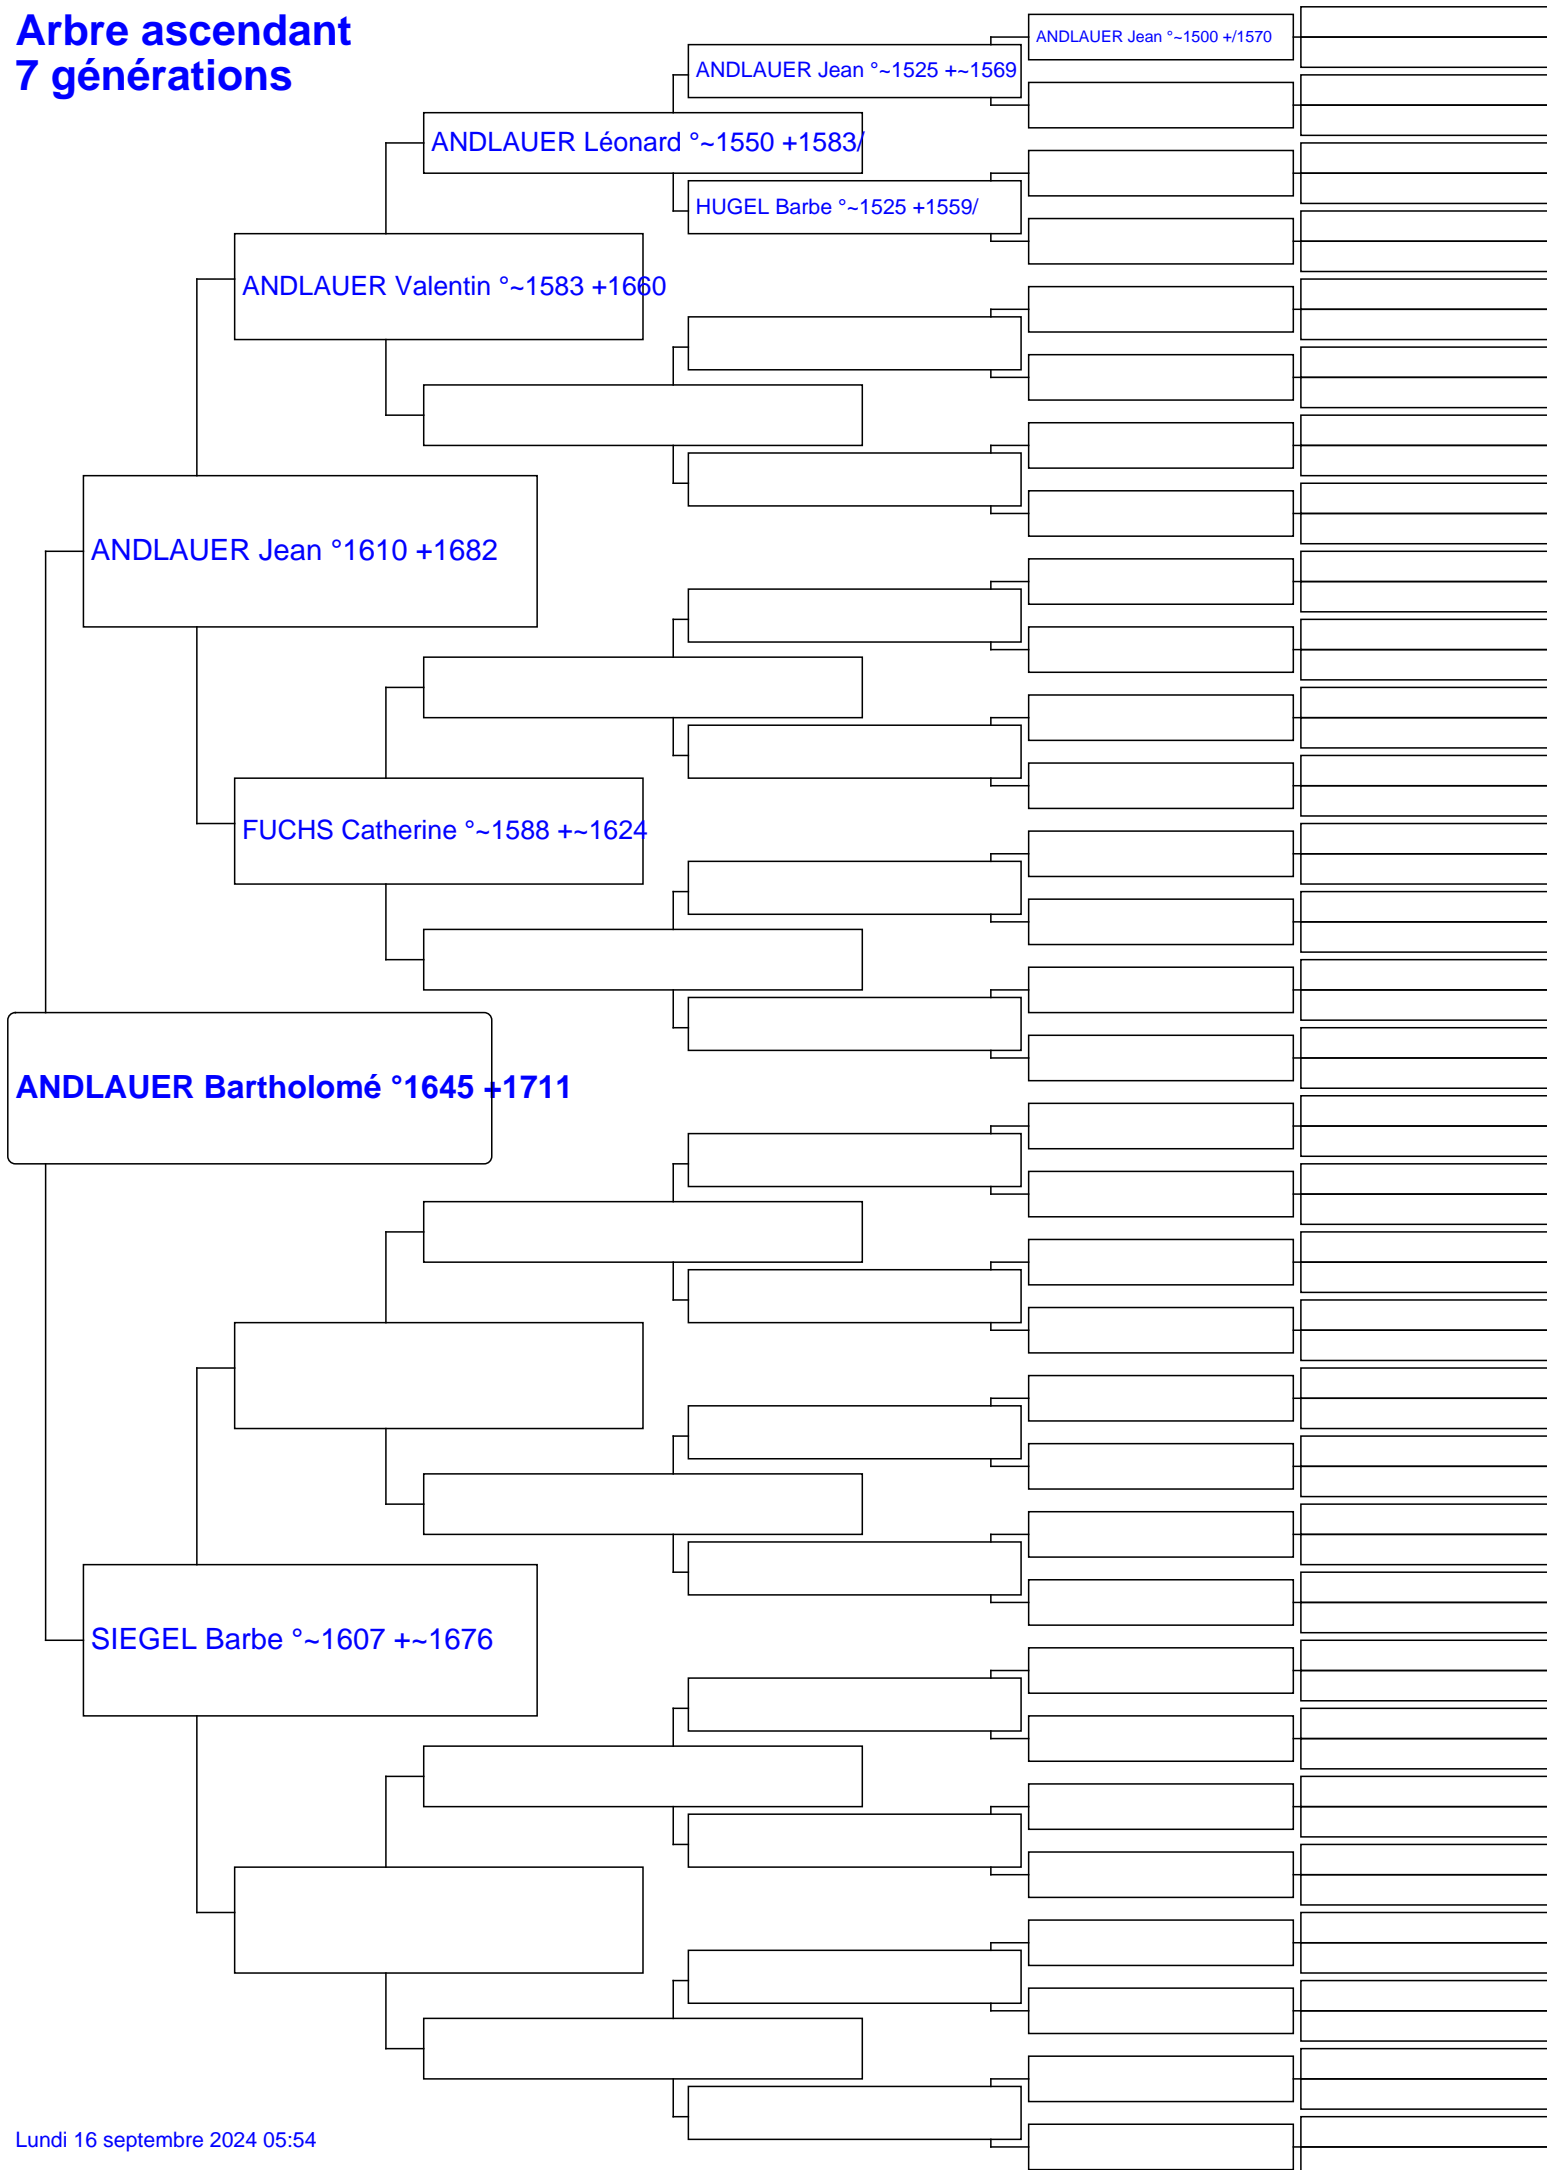 Arbre ascendant
7 générations
ANDLAUER Jean °~1500 +/1570
ANDLAUER Jean °~1525 +~1569
ANDLAUER Léonard °~1550 +1583/
HUGEL Barbe °~1525 +1559/
ANDLAUER Valentin °~1583 +1660
ANDLAUER Jean °1610 +1682
FUCHS Catherine °~1588 +~1624
ANDLAUER Bartholomé °1645 +1711
SIEGEL Barbe °~1607 +~1676
Lundi 16 septembre 2024 05:54